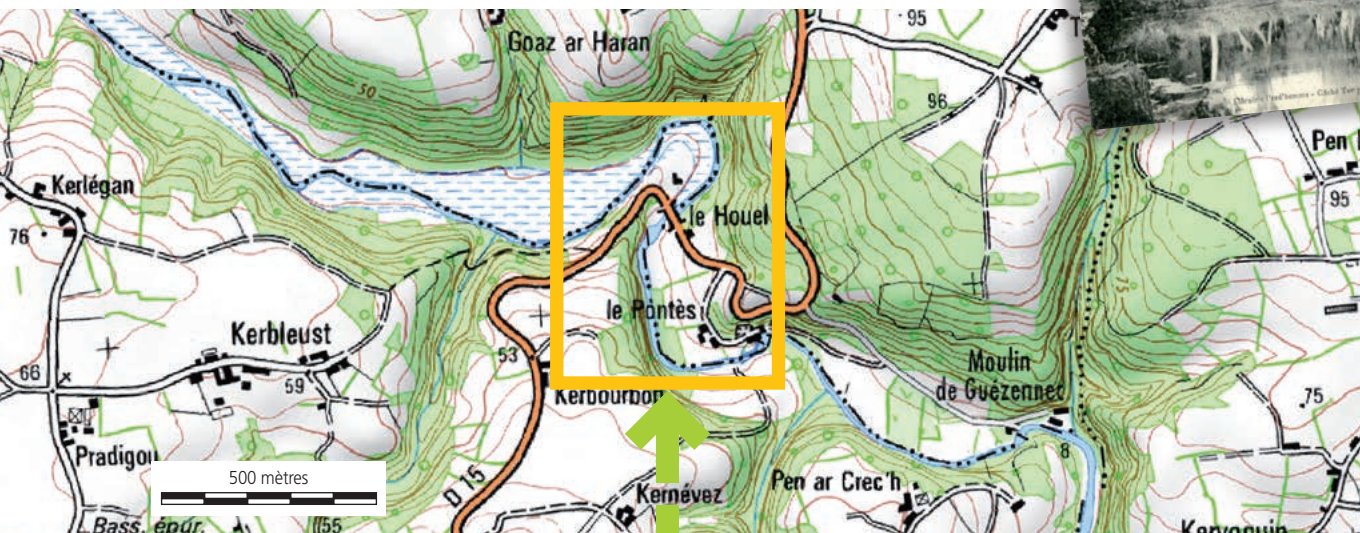 Goaz ar Haran
95
50
96
Pen
Kerlégan
95
76
le Houel
le Pontès
Kerbleust
53
Moulin
de Guézennec
66
59
Kerbourbon
75
Pradigou
500 mètres
D 15
8
Pen ar Crec'h
Kernévez
Bass. épur.
55